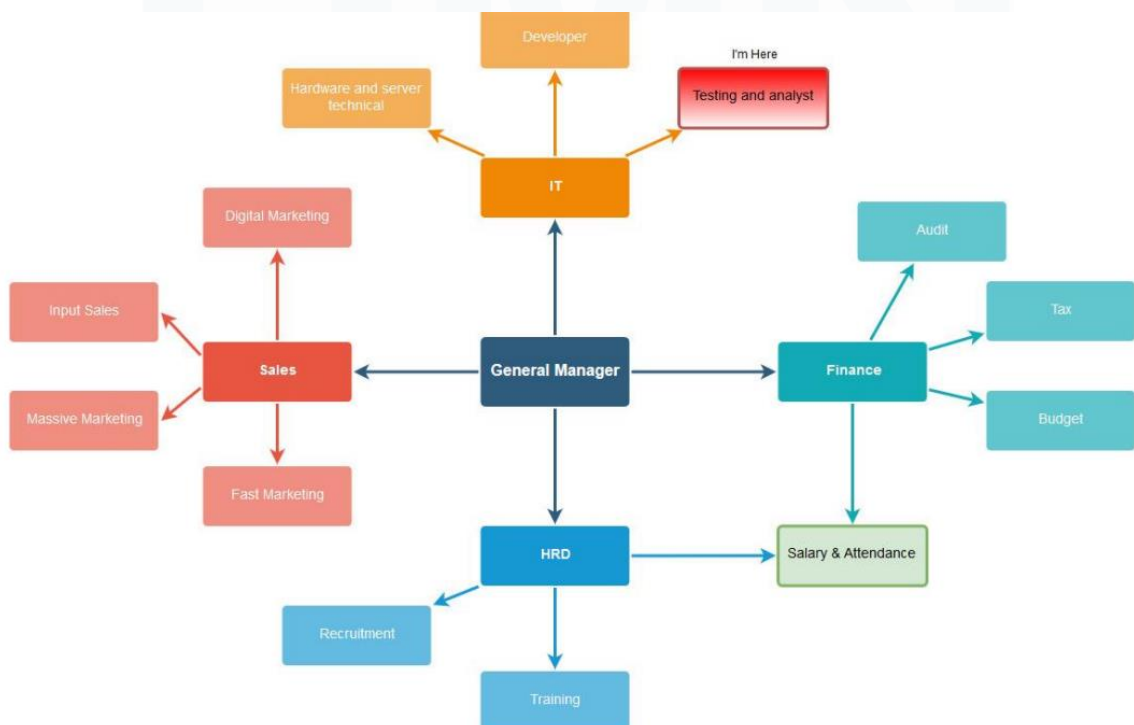 Developer
I'm Here
Hardware and server
technical
Testing and analyst
IT
Digital Marketing
Audit
Input Sales
Tax
Sales
General Manager
Finance
Massive Marketing
Budget
Fast Marketing
HRD
Salary & Attendance
Recruitment
Training